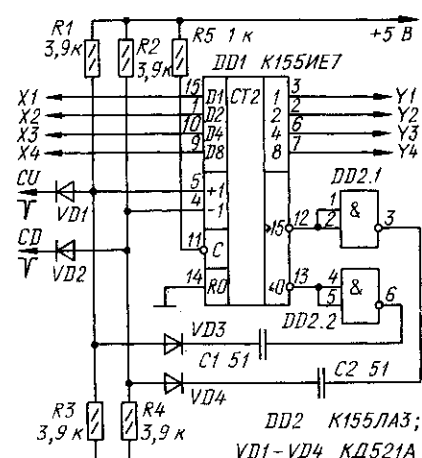 R1 3,9к
R2 3,9к
R5 1 к
+5 В
DD1 К155ИЕ7
X1
X2
X3
X4
15 D1
1 D2
10 D4
9 D8
CT2
1 3
2 2
4 6
8 7
Y1
Y2
Y3
Y4
CU
VD1
5 +1
4 -1
CD
VD2
11 C
14 R0
>15 12
<0 13
DD2.1
1
2
&
3
4
5
&
6
DD2.2
VD3
C1 51
VD4
C2 51
R3 3,9к
R4 3,9к
DD2 К155ЛА3;
VD1-VD4 КД521А